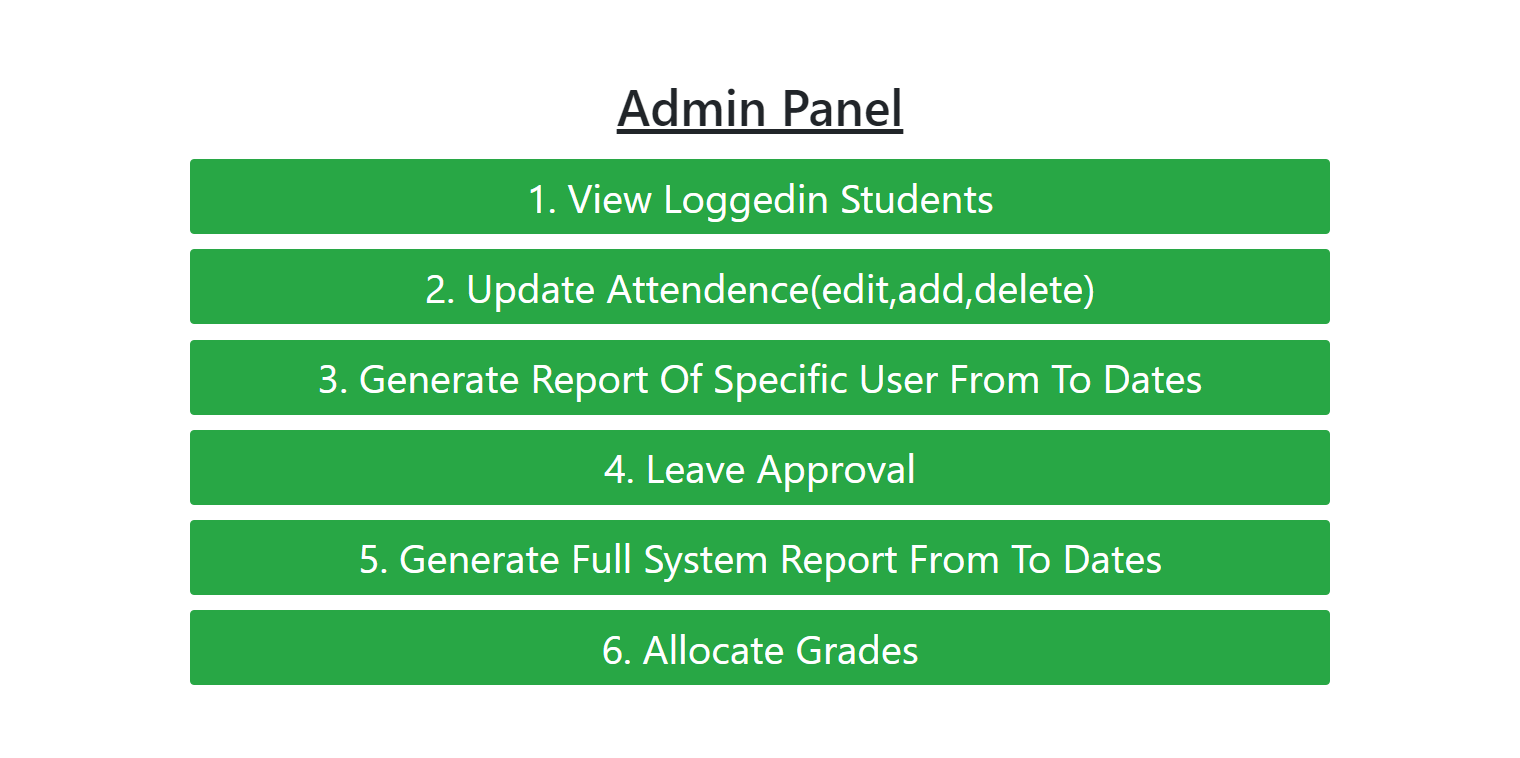 Admin Panel
1. View Loggedin Students
2. Update Attendence(edit,add,delete)
3. Generate Report Of Specific User From To Dates
4. Leave Approval
5. Generate Full System Report From To Dates
6. Allocate Grades